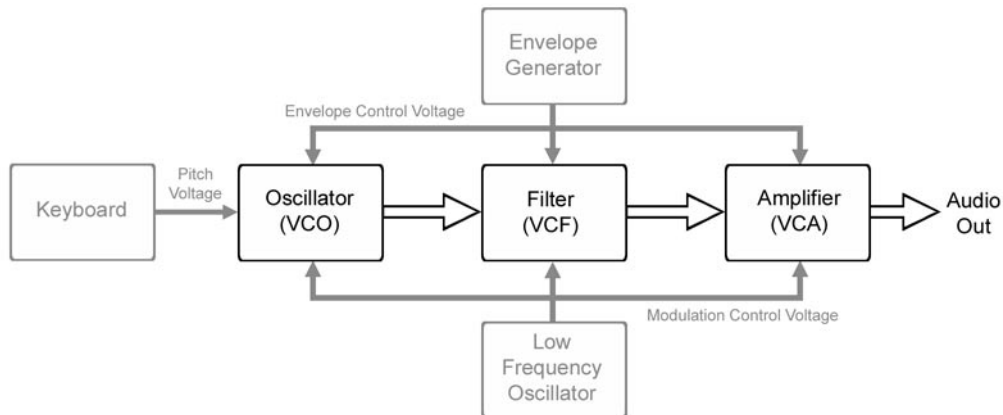 Envelope
Generator
Envelope Control Voltage
Pitch
Voltage
Keyboard
Oscillator
(VCO)
Filter
(VCF)
Amplifier
(VCA)
Audio
Out
Modulation Control Voltage
Low
Frequency
Oscillator